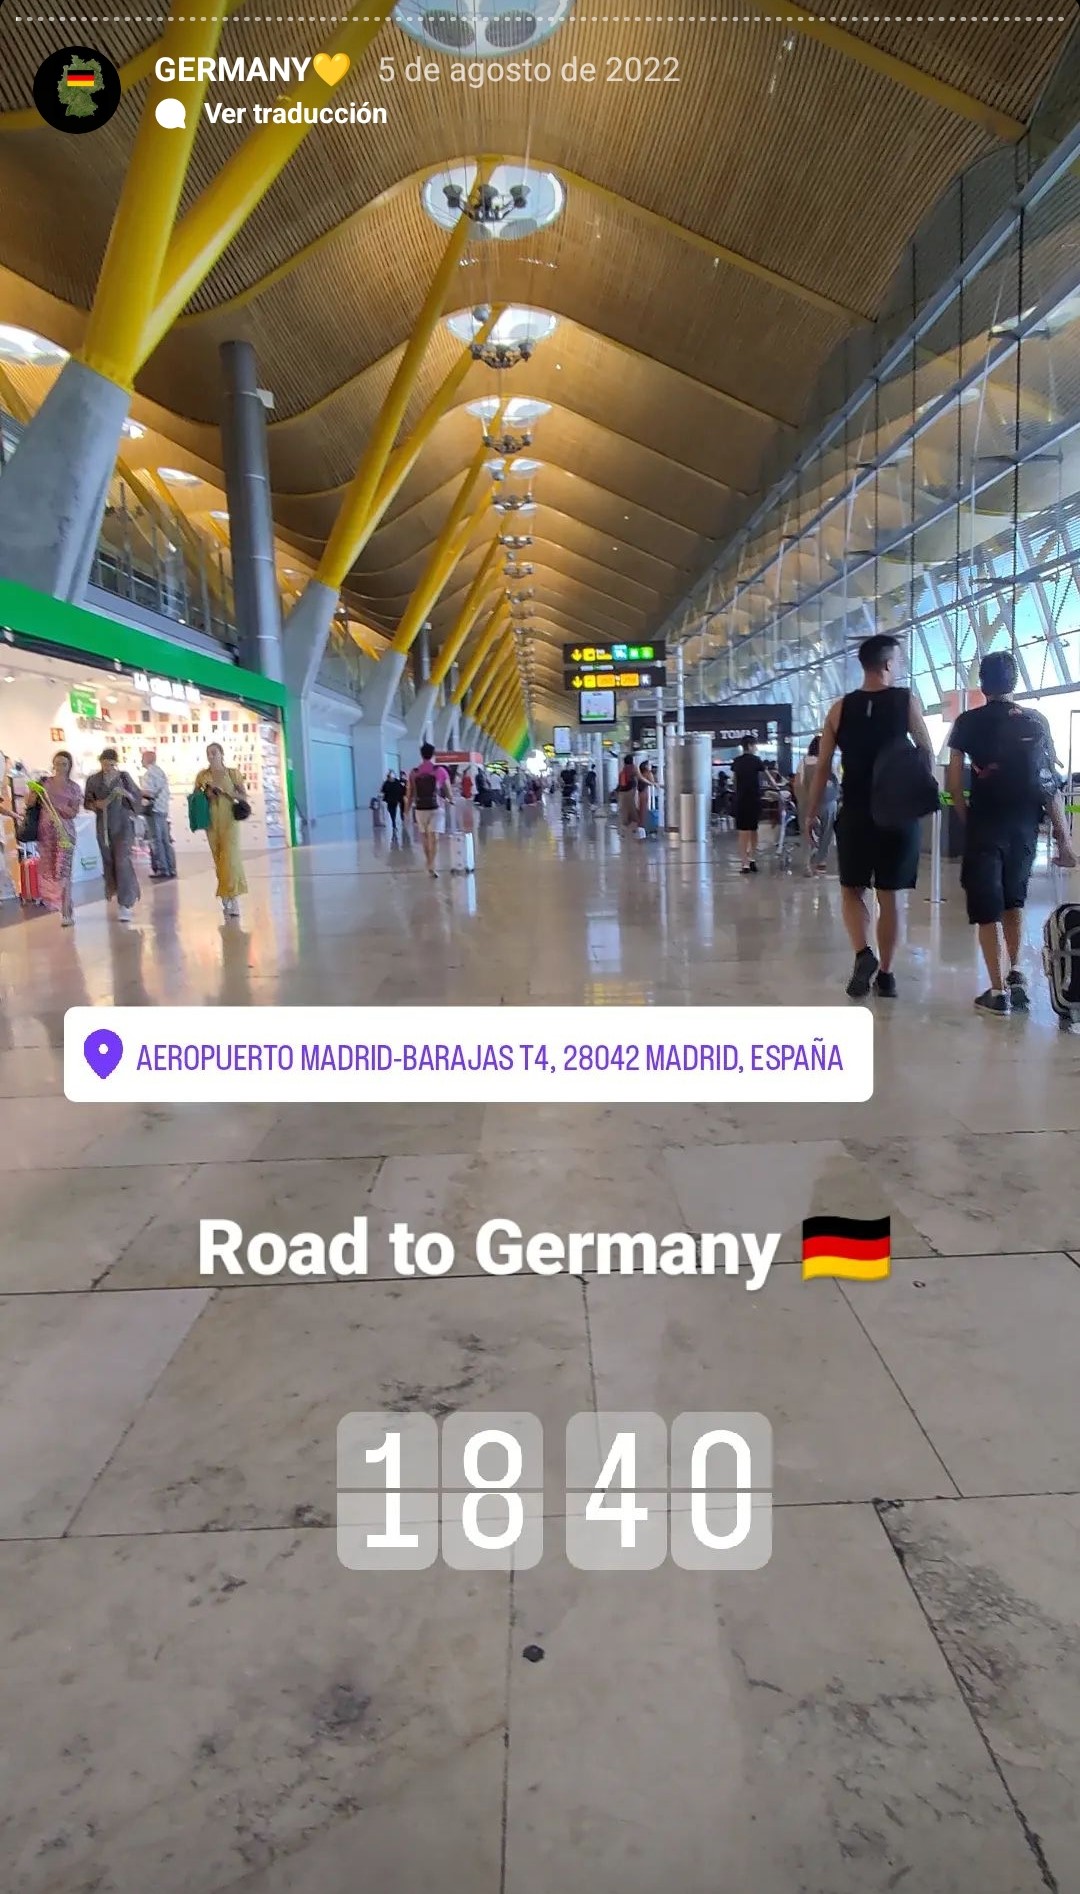 GERMANY💛 5 de agosto de 2022
Ver traducción
TOMAS
AEROPUERTO MADRID-BARAJAS T4, 28042 MADRID, ESPAÑA
Road to Germany 🇩🇪
18 40